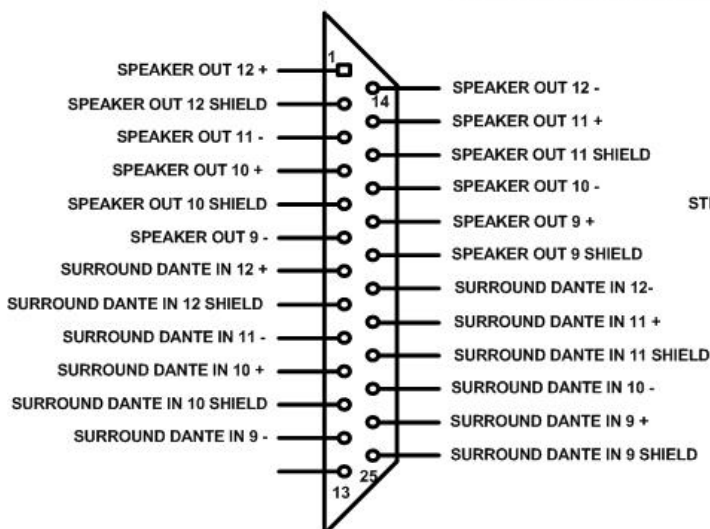 1
SPEAKER OUT 12 +
SPEAKER OUT 12 SHIELD
SPEAKER OUT 11 -
SPEAKER OUT 10 +
SPEAKER OUT 10 SHIELD
SPEAKER OUT 9 -
SURROUND DANTE IN 12 +
SURROUND DANTE IN 12 SHIELD
SURROUND DANTE IN 11 -
SURROUND DANTE IN 10 +
SURROUND DANTE IN 10 SHIELD
SURROUND DANTE IN 9 -
13
14
SPEAKER OUT 12 -
SPEAKER OUT 11 +
SPEAKER OUT 11 SHIELD
SPEAKER OUT 10 -
SPEAKER OUT 9 +
SPEAKER OUT 9 SHIELD
SURROUND DANTE IN 12-
SURROUND DANTE IN 11 +
SURROUND DANTE IN 11 SHIELD
SURROUND DANTE IN 10 -
SURROUND DANTE IN 9 +
SURROUND DANTE IN 9 SHIELD
25